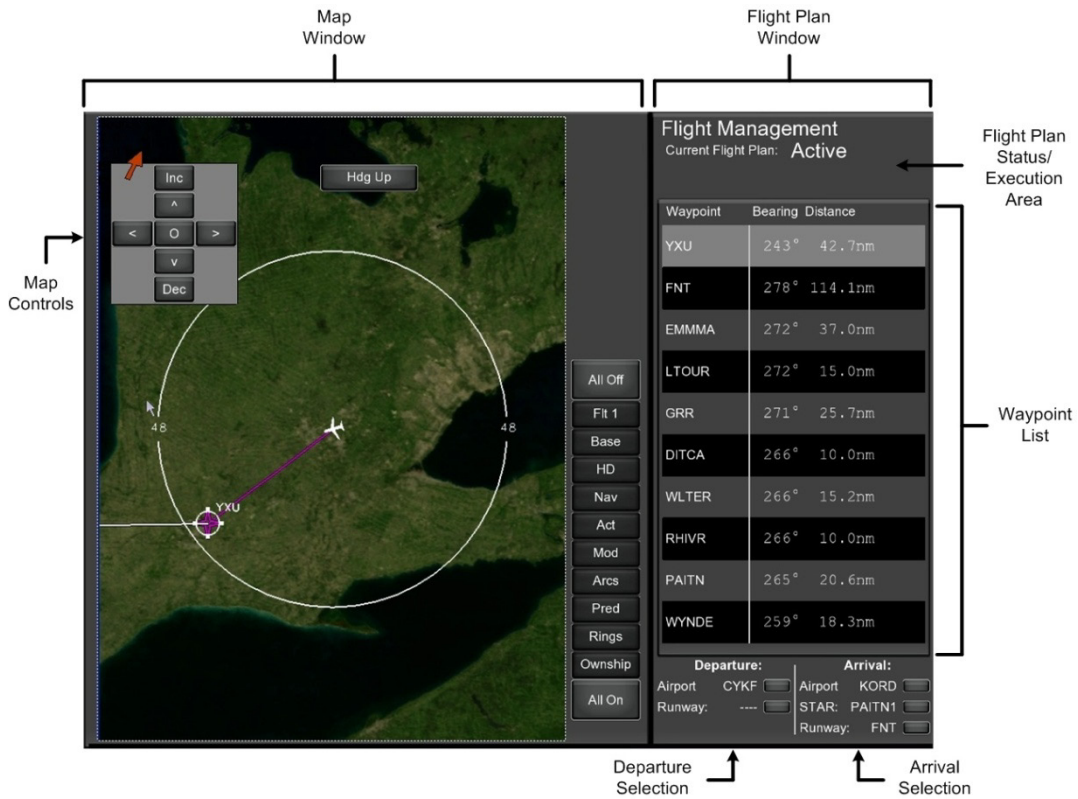 Map
Window
Flight Plan
Window
Flight Management
Current Flight Plan: Active
Flight Plan
Status/
Execution
Area
Inc
^
< O >
v
Dec
Hdg Up
Map
Controls
48 48
YXU
All Off
Flt 1
Base
HD
Nav
Act
Mod
Arcs
Pred
Rings
Ownship
All On
Waypoint Bearing Distance
YXU 243° 42.7nm
FNT 278° 114.1nm
EMMMA 272° 37.0nm
LTOUR 272° 15.0nm
GRR 271° 25.7nm
DITCA 266° 10.0nm
WLTER 266° 15.2nm
RHIVR 266° 10.0nm
PAITN 265° 20.6nm
WYNDE 259° 18.3nm
Waypoint
List
Departure:
Airport CYKF
Runway: ----
Arrival:
Airport KORD
STAR: PAITN1
Runway: FNT
Departure
Selection
Arrival
Selection